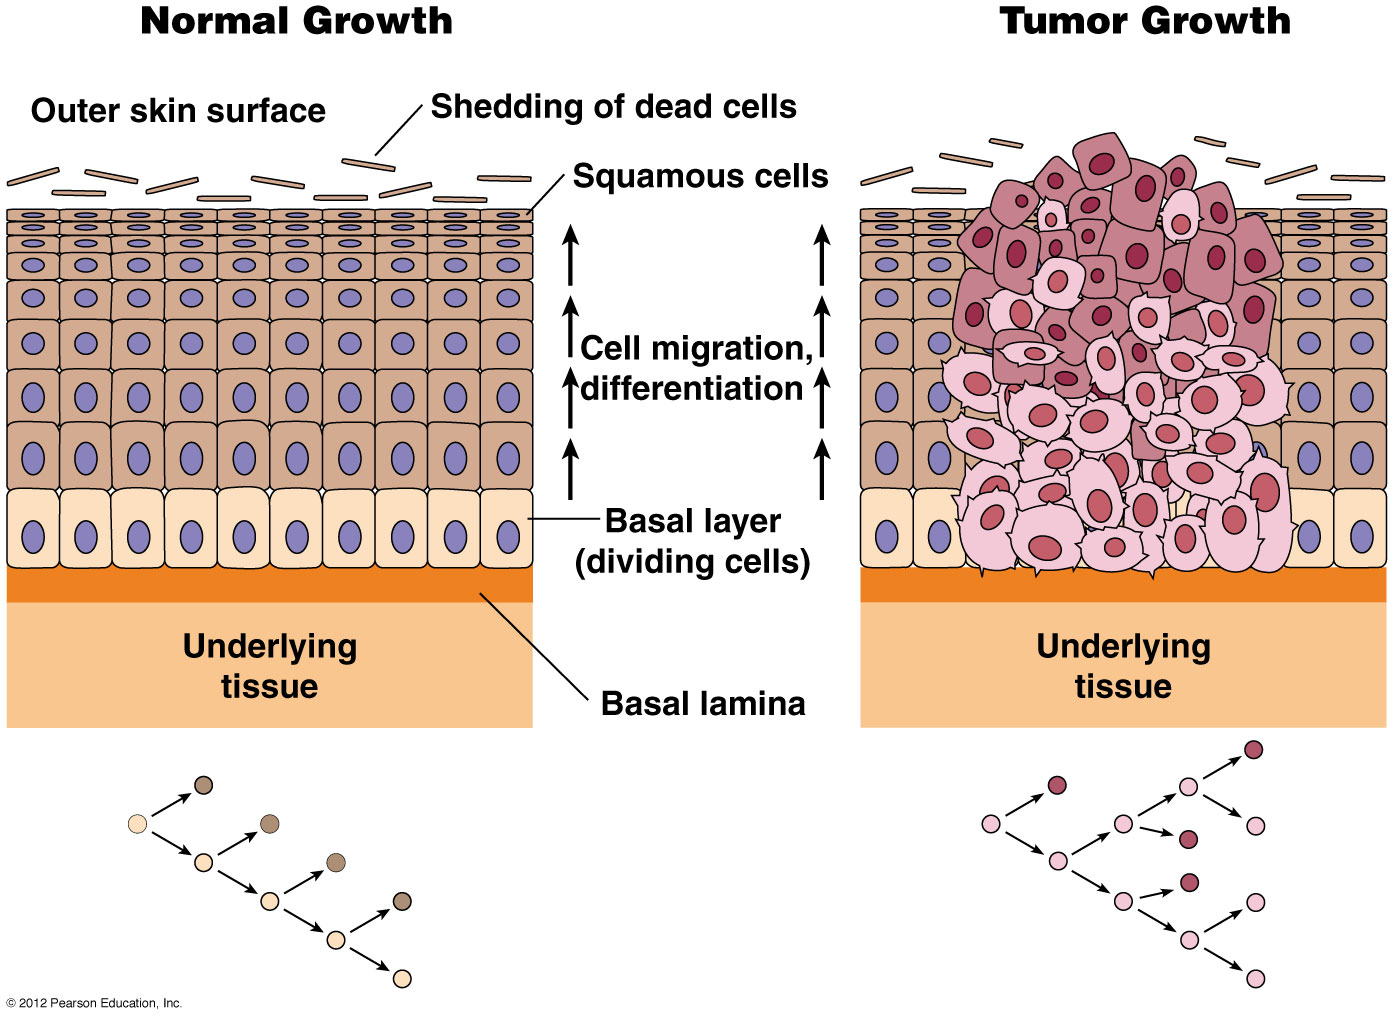 Normal Growth
Tumor Growth
Outer skin surface
Shedding of dead cells
Squamous cells
Cell migration,
differentiation
Basal layer
(dividing cells)
Underlying
tissue
Underlying
tissue
Basal lamina
© 2012 Pearson Education, Inc.